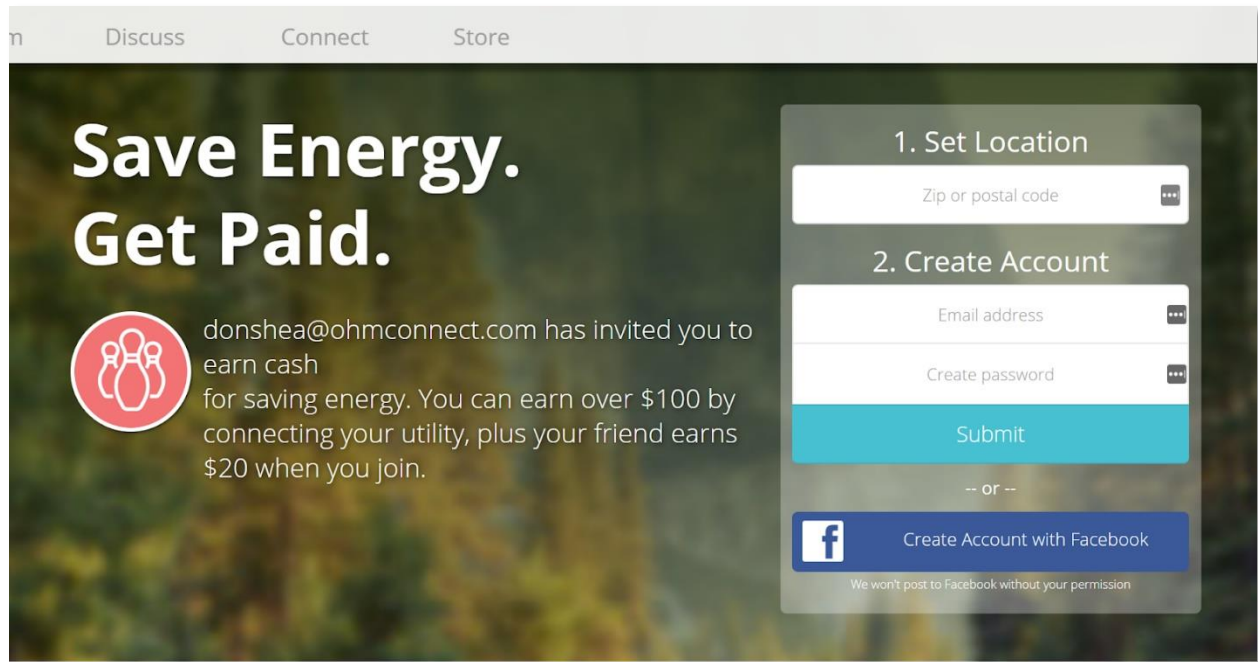 m Discuss Connect Store
Save Energy.
Get Paid.
donshea@ohmconnect.com has invited you to
earn cash
for saving energy. You can earn over $100 by
connecting your utility, plus your friend earns
$20 when you join.
1. Set Location
Zip or postal code
2. Create Account
Email address
Create password
Submit
-- or --
f Create Account with Facebook
We won't post to Facebook without your permission